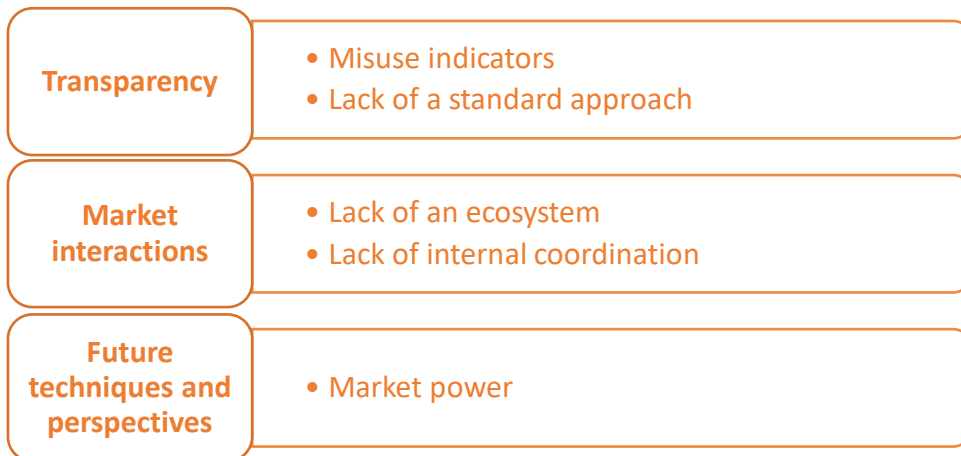 Transparency
• Misuse indicators
• Lack of a standard approach
Market
interactions
• Lack of an ecosystem
• Lack of internal coordination
Future
techniques and
perspectives
• Market power